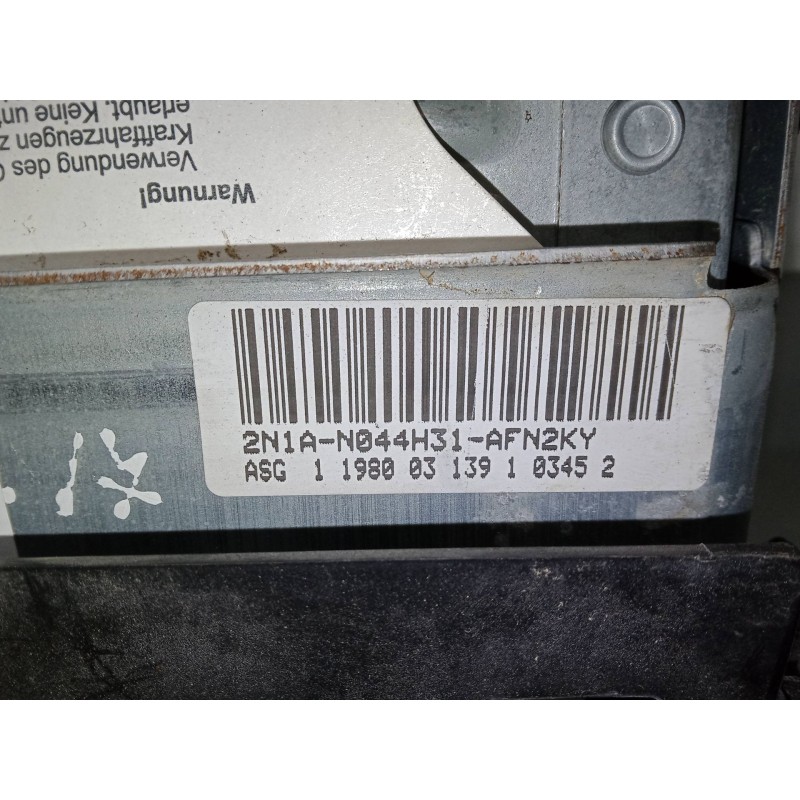 Warnung!
Verwendung des
Kraftfahrzeugen
erlaubt. Keine
2N1A-N044H31-AFN2KY
ASG 1 1980 03 139 1 0345 2